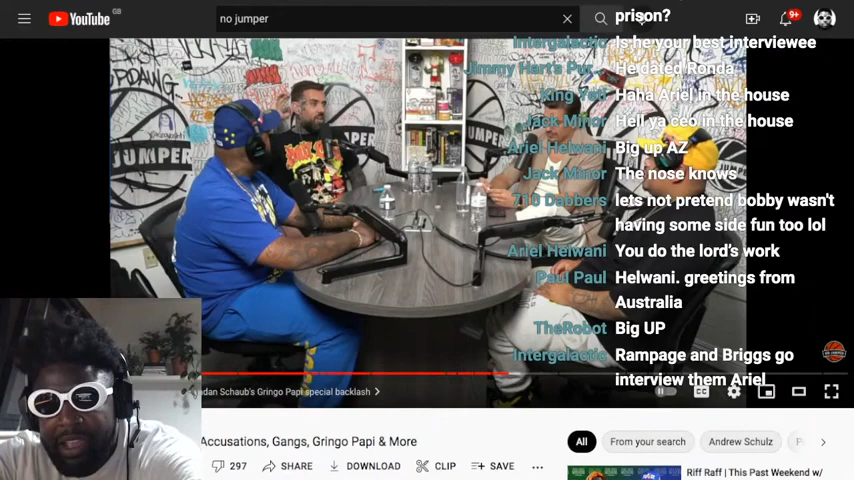 YouTube GB
no jumper
9+
prison?
Intergalactic Is he your best interviewee
Jimmy Hart's He dated Ronda
King Yeti Haha Ariel in the house
Jack Minor Hell ya ceo in the house
Ariel Helwani Big up AZ
Jack Minor The nose knows
710 Dabbers lets not pretend bobby wasn't
having some side fun too lol
Ariel Helwani You do the lord's work
Paul Paul Helwani. greetings from
Australia
TheRobot Big UP
Intergalactic Rampage and Briggs go
interview them Ariel
JUMPER
JUMPER
dan Schaub's Gringo Papi special backlash
Accusations, Gangs, Gringo Papi & More
297 SHARE DOWNLOAD CLIP SAVE
All From your search Andrew Schulz
Riff Raff | This Past Weekend w/